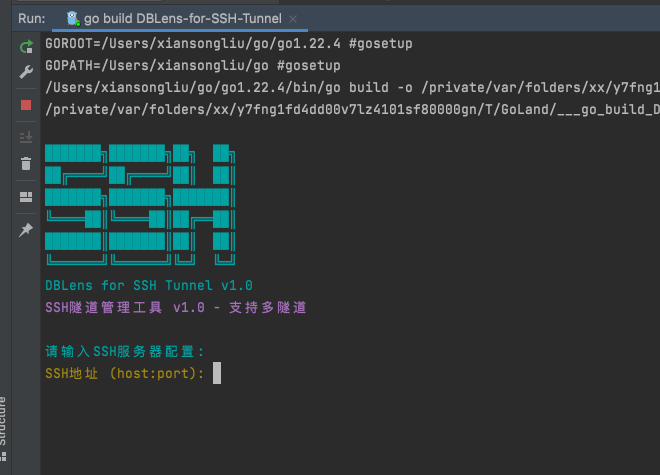 Run: go build DBLens-for-SSH-Tunnel
GOROOT=/Users/xiansongliu/go/go1.22.4 #gosetup
GOPATH=/Users/xiansongliu/go #gosetup
/Users/xiansongliu/go/go1.22.4/bin/go build -o /private/var/folders/xx/y7fng1
/private/var/folders/xx/y7fng1fd4dd00v7lz4101sf80000gn/T/GoLand/___go_build_D
SSH
DBLens for SSH Tunnel v1.0
SSH隧道管理工具 v1.0 - 支持多隧道
请输入SSH服务器配置:
SSH地址 (host:port):
Structure